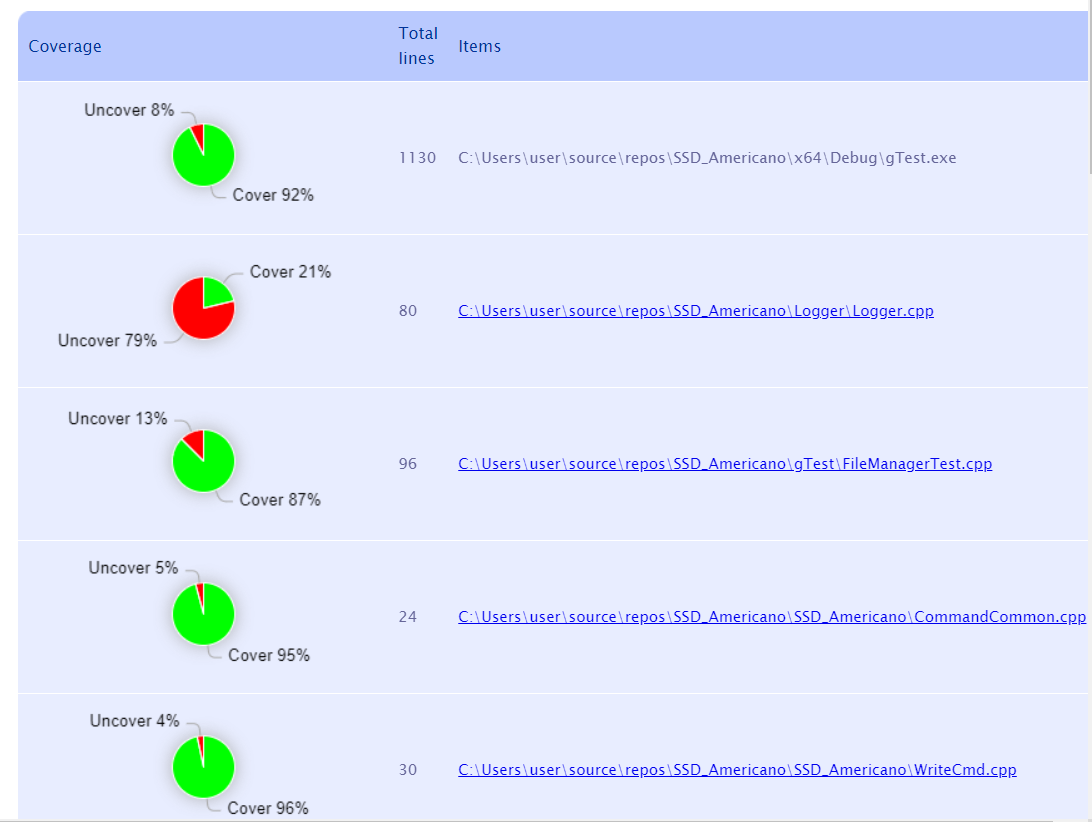 Coverage
Total
lines
Items
Uncover 8%
Cover 92%
1130
C:\Users\user\source\repos\SSD_Americano\x64\Debug\gTest.exe
Cover 21%
Uncover 79%
80
C:\Users\user\source\repos\SSD_Americano\Logger\Logger.cpp
Uncover 13%
Cover 87%
96
C:\Users\user\source\repos\SSD_Americano\gTest\FileManagerTest.cpp
Uncover 5%
Cover 95%
24
C:\Users\user\source\repos\SSD_Americano\SSD_Americano\CommandCommon.cpp
Uncover 4%
Cover 96%
30
C:\Users\user\source\repos\SSD_Americano\SSD_Americano\WriteCmd.cpp